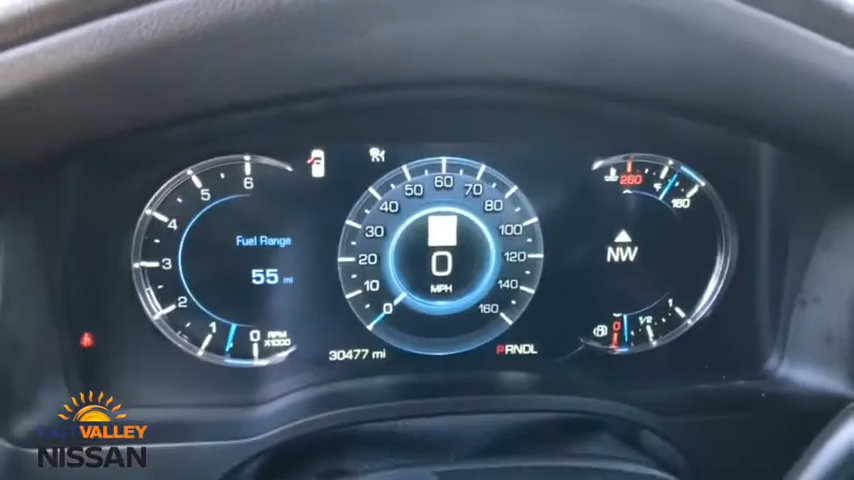 6
5
4
3
2
1
0
RPM
X1000
Fuel Range
55 mi
60
50
70
40
80
30
100
20
120
10
140
0
160
0
MPH
30477 mi
PRNDL
260
°F
160
NW
0
1/2
1
VALLEY
NISSAN